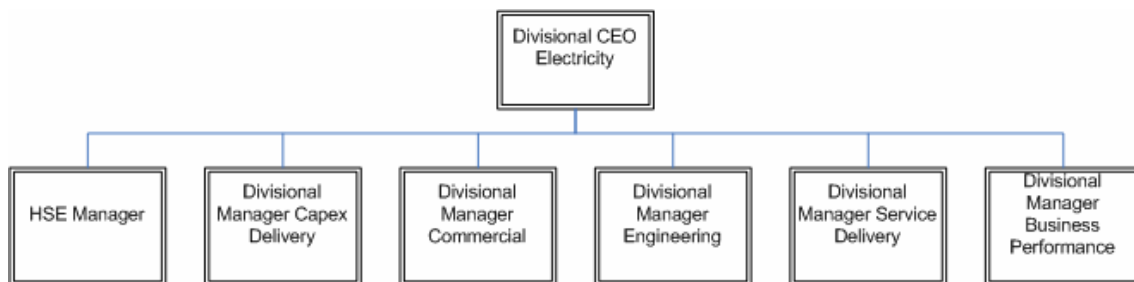 Divisional CEO
Electricity
HSE Manager
Divisional
Manager Capex
Delivery
Divisional
Manager
Commercial
Divisional
Manager
Engineering
Divisional
Manager Service
Delivery
Divisional
Manager
Business
Performance